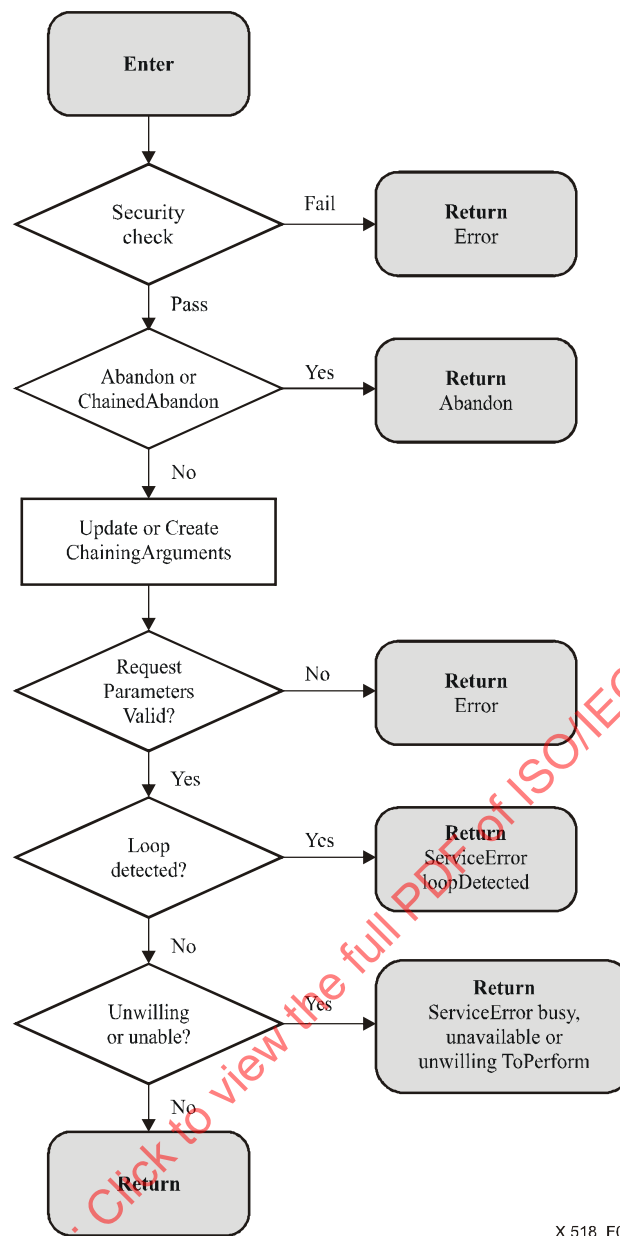 Enter
Security
check
Fail
Return
Error
Pass
Abandon or
ChainedAbandon
Yes
Return
Abandon
No
Update or Create
ChainingArguments
Request
Parameters
Valid?
No
Return
Error
Yes
Loop
detected?
Yes
Return
ServiceError
loopDetected
No
Unwilling
or unable?
Yes
Return
ServiceError busy,
unavailable or
unwilling ToPerform
No
Return
: Click to view the full PDF of ISO/IEC
X.518_F0